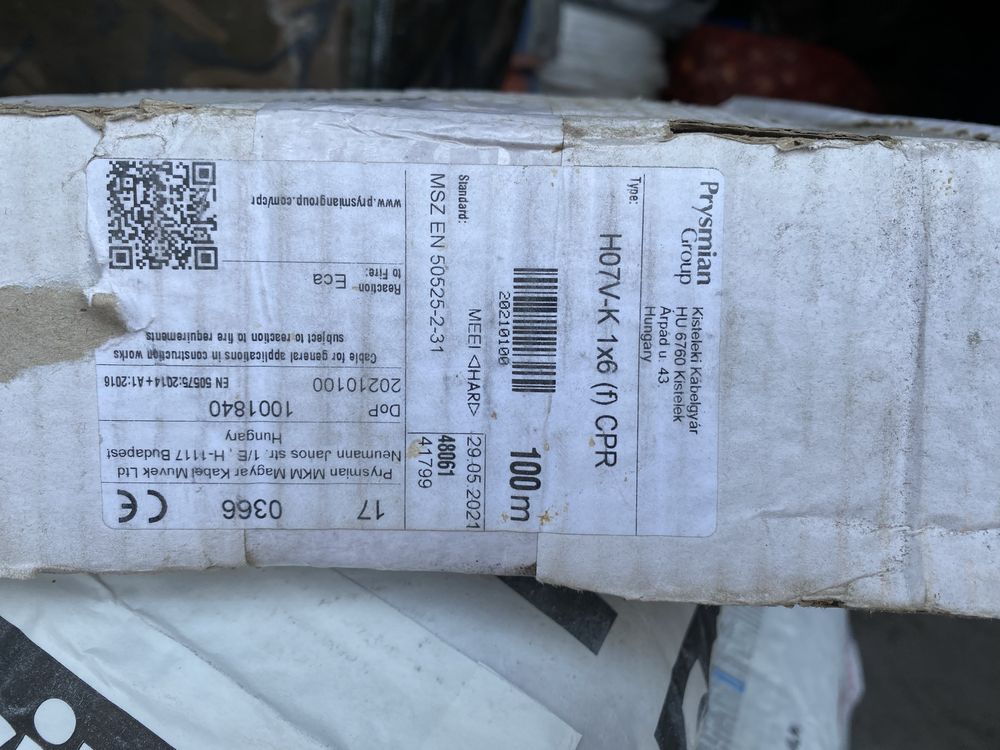 Prysmian
Group
Kisteleki Kábelgyár
HU 6760 Kistelek
Árpád u. 43
Hungary
Type:
H07V-K 1x6 (f) CPR
20210100
100 m
Standard:
MSZ EN 50525-2-31
MEEI ◁HAR▷
29.05.2021
48061
41799
17
0366
CE
Prysmian MKM Magyar Kabel Muvek Ltd
Neumann Janos str. 1/E , H-1117 Budapest
Hungary
DoP 1001840
20210100 EN 50575:2014+A1:2016
Cable for general applications in construction works
subject to reaction to fire requirements
Reaction
to Fire: Eca
www.prysmiangroup.com/cpr